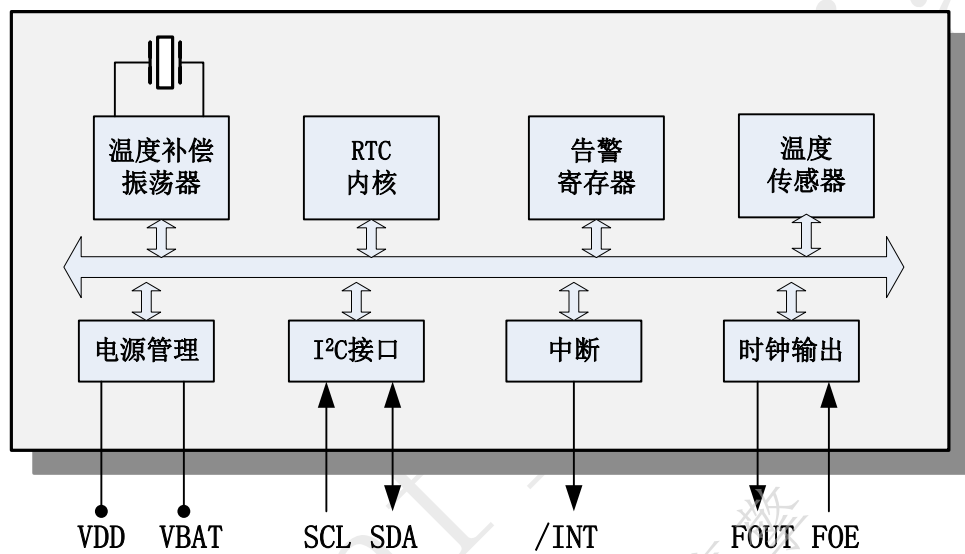 温度补偿
振荡器
RTC
内核
告警
寄存器
温度
传感器
电源管理
I²C接口
中断
时钟输出
VDD VBAT SCL SDA /INT FOUT FOE